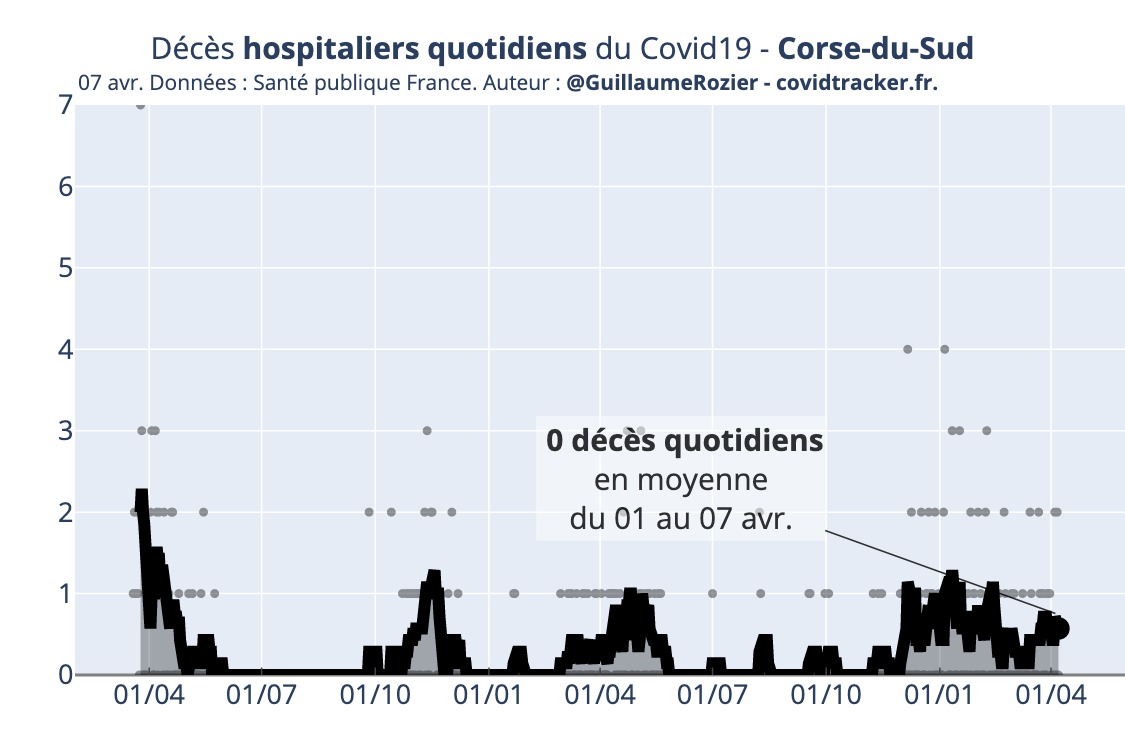 Décès hospitaliers quotidiens du Covid19 - Corse-du-Sud
07 avr. Données : Santé publique France. Auteur : @GuillaumeRozier - covidtracker.fr.
7
6
5
4
3
2
1
0
0 décès quotidiens
en moyenne
du 01 au 07 avr.
01/04 01/07 01/10 01/01 01/04 01/07 01/10 01/01 01/04